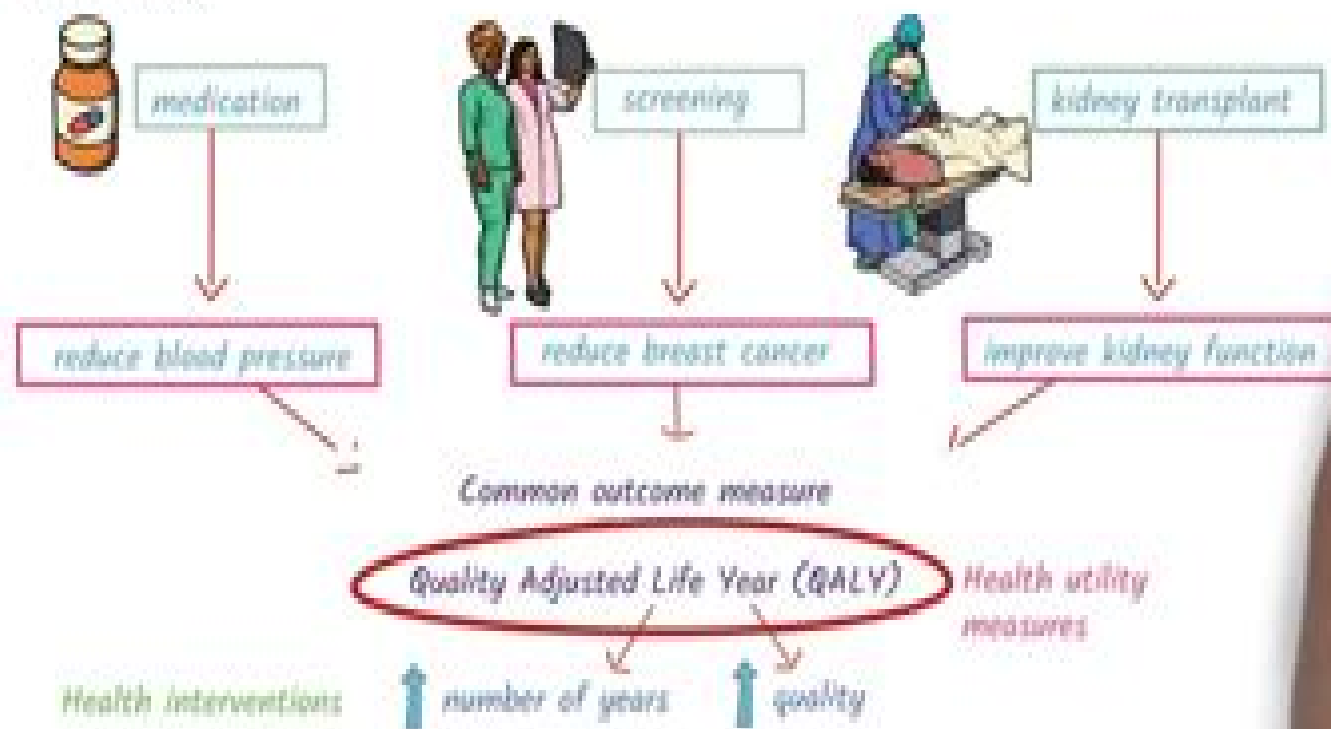 medication
screening
kidney transplant
reduce blood pressure
reduce breast cancer
improve kidney function
Common outcome measure
Quality Adjusted Life Year (QALY)
Health utility
measures
Health interventions
number of years
quality